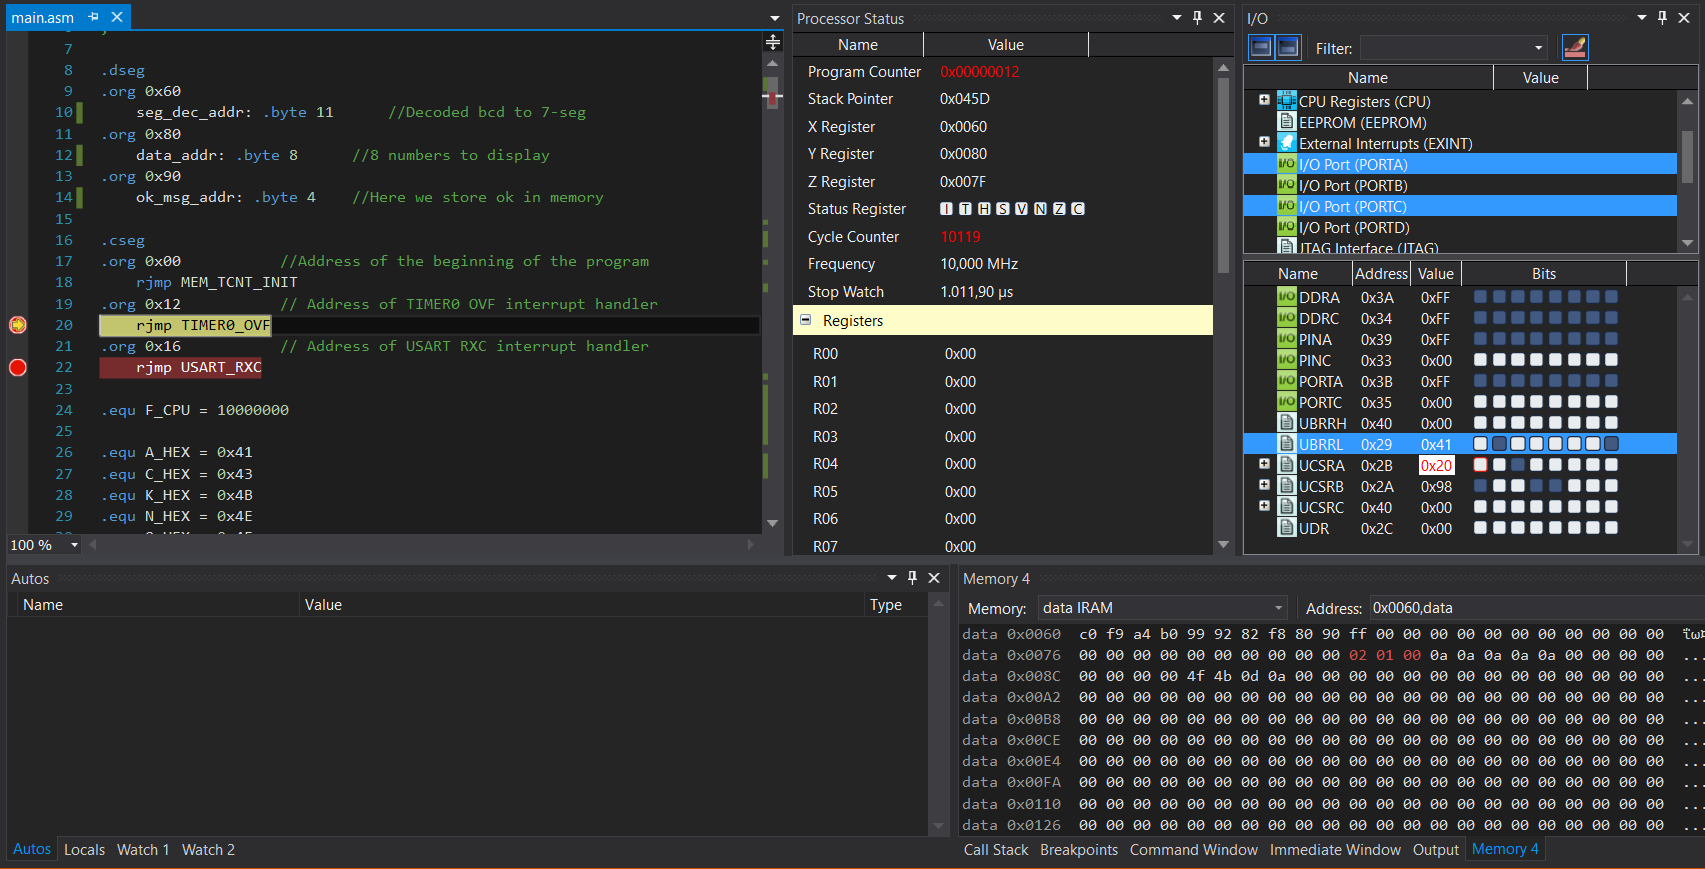 main.asm
7
8 .dseg
9 .org 0x60
10 seg_dec_addr: .byte 11 //Decoded bcd to 7-seg
11 .org 0x80
12 data_addr: .byte 8 //8 numbers to display
13 .org 0x90
14 ok_msg_addr: .byte 4 //Here we store ok in memory
15
16 .cseg
17 .org 0x00 //Address of the beginning of the program
18 rjmp MEM_TCNT_INIT
19 .org 0x12 // Address of TIMER0 OVF interrupt handler
20 rjmp TIMER0_OVF
21 .org 0x16 // Address of USART RXC interrupt handler
22 rjmp USART_RXC
23
24 .equ F_CPU = 10000000
25
26 .equ A_HEX = 0x41
27 .equ C_HEX = 0x43
28 .equ K_HEX = 0x4B
29 .equ N_HEX = 0x4E
100 %
Processor Status
Name Value
Program Counter 0x00000012
Stack Pointer 0x045D
X Register 0x0060
Y Register 0x0080
Z Register 0x007F
Status Register I T H S V N Z C
Cycle Counter 10119
Frequency 10,000 MHz
Stop Watch 1.011,90 µs
Registers
R00 0x00
R01 0x00
R02 0x00
R03 0x00
R04 0x00
R05 0x00
R06 0x00
R07 0x00
I/O
Filter:
Name Value
CPU Registers (CPU)
EEPROM (EEPROM)
External Interrupts (EXINT)
I/O Port (PORTA)
I/O Port (PORTB)
I/O Port (PORTC)
I/O Port (PORTD)
JTAG Interface (JTAG)
Name Address Value Bits
I/O DDRA 0x3A 0xFF
I/O DDRC 0x34 0xFF
I/O PINA 0x39 0xFF
I/O PINC 0x33 0x00
I/O PORTA 0x3B 0xFF
I/O PORTC 0x35 0x00
UBRRH 0x40 0x00
UBRRL 0x29 0x41
UCSRA 0x2B 0x20
UCSRB 0x2A 0x98
UCSRC 0x40 0x00
UDR 0x2C 0x00
Autos
Name Value Type
Autos Locals Watch 1 Watch 2
Memory 4
Memory: data IRAM Address: 0x0060,data
data 0x0060 c0 f9 a4 b0 99 92 82 f8 80 90 ff 00 00 00 00 00 00 00 00 00 00 00
data 0x0076 00 00 00 00 00 00 00 00 00 00 02 01 00 0a 0a 0a 0a 0a 00 00 00 00 ...
data 0x008C 00 00 00 00 4f 4b 0d 0a 00 00 00 00 00 00 00 00 00 00 00 00 00 00 ...
data 0x00A2 00 00 00 00 00 00 00 00 00 00 00 00 00 00 00 00 00 00 00 00 00 00 ...
data 0x00B8 00 00 00 00 00 00 00 00 00 00 00 00 00 00 00 00 00 00 00 00 00 00 ...
data 0x00CE 00 00 00 00 00 00 00 00 00 00 00 00 00 00 00 00 00 00 00 00 00 00 ...
data 0x00E4 00 00 00 00 00 00 00 00 00 00 00 00 00 00 00 00 00 00 00 00 00 00 ...
data 0x00FA 00 00 00 00 00 00 00 00 00 00 00 00 00 00 00 00 00 00 00 00 00 00 ...
data 0x0110 00 00 00 00 00 00 00 00 00 00 00 00 00 00 00 00 00 00 00 00 00 00 ...
data 0x0126 00 00 00 00 00 00 00 00 00 00 00 00 00 00 00 00 00 00 00 00 00 00 ...
Call Stack Breakpoints Command Window Immediate Window Output Memory 4